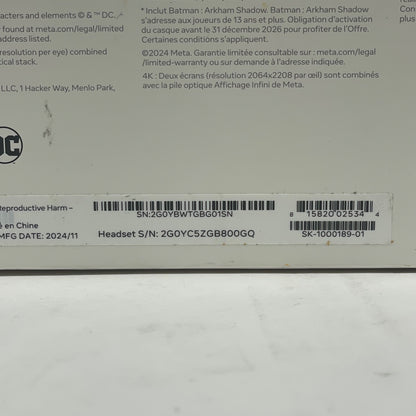 acters and elements © & ™ DC.
found at meta.com/legal/limited
address listed.
resolution per eye) combined
tical stack.
LLC, 1 Hacker Way, Menlo Park,
* Inclut Batman : Arkham Shadow. Batman : Arkham Shadow
s'adresse aux joueurs de 13 ans et plus. Obligation d'activation
du casque avant le 31 décembre 2026 pour profiter de l'Offre.
Certaines conditions s'appliquent.
©2024 Meta. Garantie limitée consultable sur : meta.com/legal
/limited-warranty ou sur demande à l'adresse indiquée.
4K : Deux écrans (résolution 2064x2208 par œil) sont combinés
avec la pile optique Affichage Infini de Meta.
Con
plus
DC
Reproductive Harm –
é en Chine
MFG DATE: 2024/11
SN:2G0YBWTGBG01SN
Headset S/N: 2G0YC5ZGB800GQ
8 15820 02534 4
SK-1000189-01